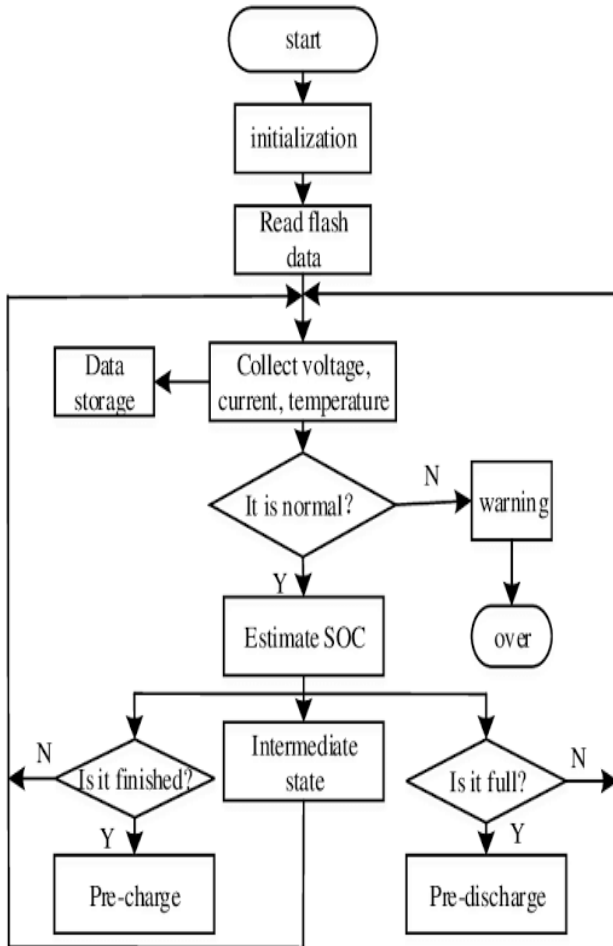 start
initialization
Read flash
data
Data
storage
Collect voltage,
current, temperature
It is normal?
N
warning
Y
Estimate SOC
over
N
Is it finished?
Intermediate
state
Is it full?
N
Y
Y
Pre-charge
Pre-discharge